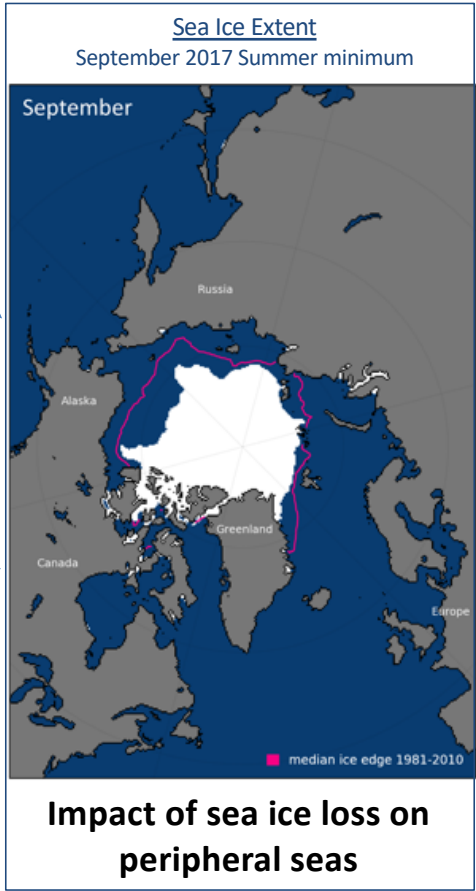 Sea Ice Extent
September 2017 Summer minimum
September
Russia
Alaska
Greenland
Canada
Europe
median ice edge 1981-2010
Impact of sea ice loss on
peripheral seas